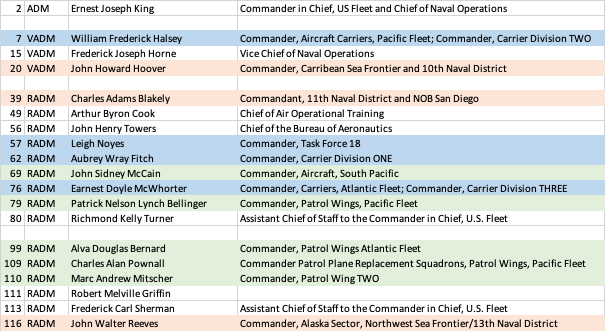 2 ADM Ernest Joseph King Commander in Chief, US Fleet and Chief of Naval Operations
7 VADM William Frederick Halsey Commander, Aircraft Carriers, Pacific Fleet; Commander, Carrier Division TWO
15 VADM Frederick Joseph Horne Vice Chief of Naval Operations
20 VADM John Howard Hoover Commander, Carribean Sea Frontier and 10th Naval District
39 RADM Charles Adams Blakely Commandant, 11th Naval District and NOB San Diego
49 RADM Arthur Byron Cook Chief of Air Operational Training
56 RADM John Henry Towers Chief of the Bureau of Aeronautics
57 RADM Leigh Noyes Commander, Task Force 18
62 RADM Aubrey Wray Fitch Commander, Carrier Division ONE
69 RADM John Sidney McCain Commander, Aircraft, South Pacific
76 RADM Earnest Doyle McWhorter Commander, Carriers, Atlantic Fleet; Commander, Carrier Division THREE
79 RADM Patrick Nelson Lynch Bellinger Commander, Patrol Wings, Pacific Fleet
80 RADM Richmond Kelly Turner Assistant Chief of Staff to the Commander in Chief, U.S. Fleet
99 RADM Alva Douglas Bernard Commander, Patrol Wings Atlantic Fleet
109 RADM Charles Alan Pownall Commander Patrol Plane Replacement Squadrons, Patrol Wings, Pacific Fleet
110 RADM Marc Andrew Mitscher Commander, Patrol Wing TWO
111 RADM Robert Melville Griffin
113 RADM Frederick Carl Sherman Assistant Chief of Staff to the Commander in Chief, U.S. Fleet
116 RADM John Walter Reeves Commander, Alaska Sector, Northwest Sea Frontier/13th Naval District